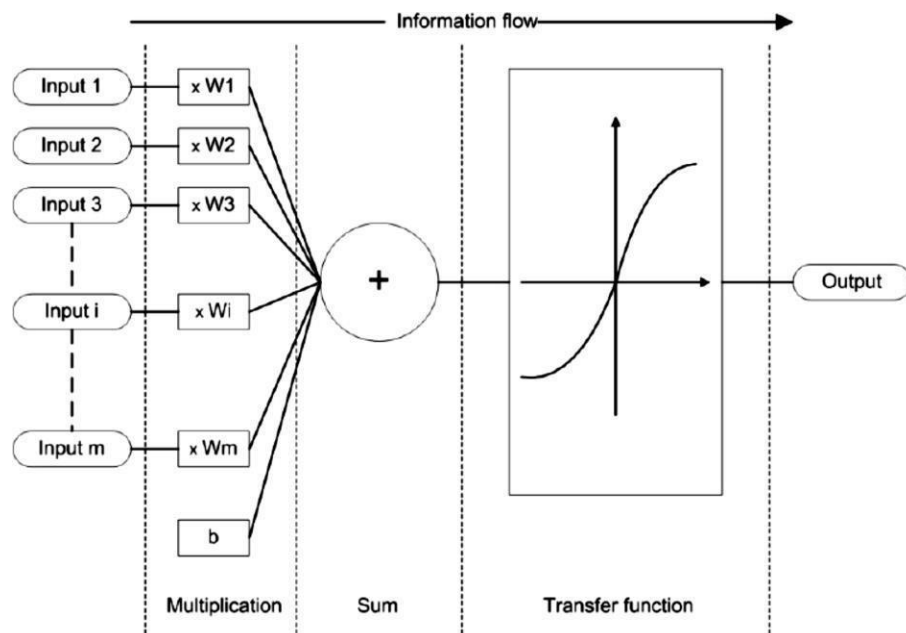 Information flow
Input 1
x W1
Input 2
x W2
Input 3
x W3
+
Output
Input i
x Wi
Input m
x Wm
b
Multiplication
Sum
Transfer function